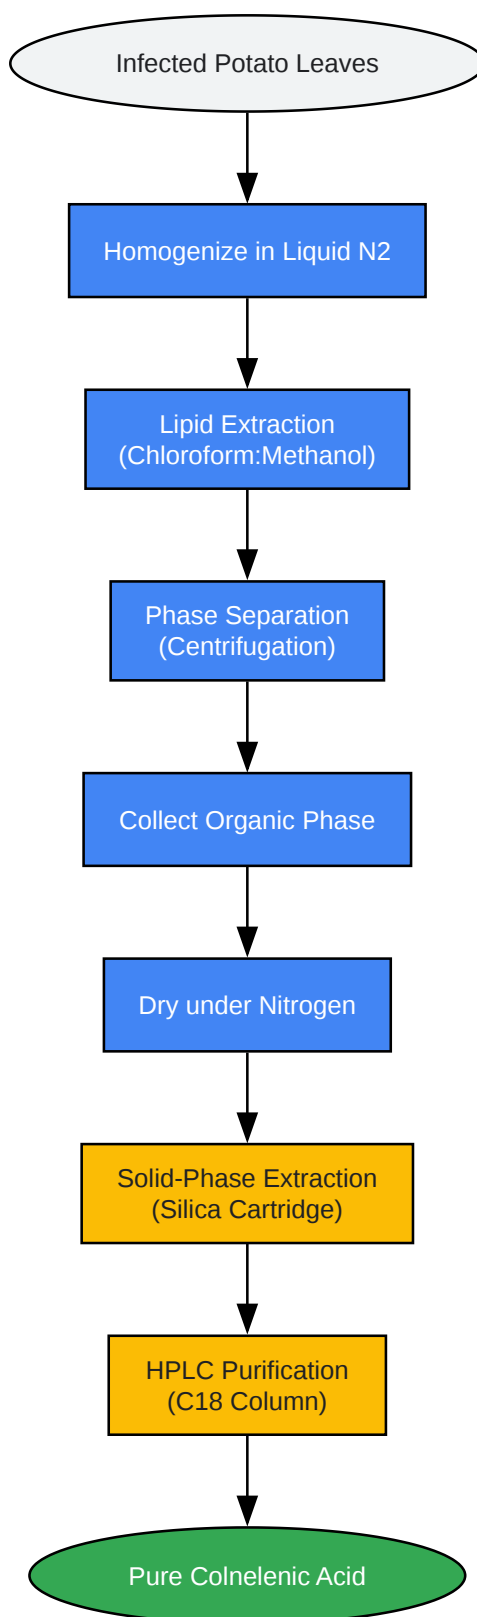 Infected Potato Leaves
Homogenize in Liquid N2
Lipid Extraction
(Chloroform:Methanol)
Phase Separation
(Centrifugation)
Collect Organic Phase
Dry under Nitrogen
Solid-Phase Extraction
(Silica Cartridge)
HPLC Purification
(C18 Column)
Pure Colnelenic Acid